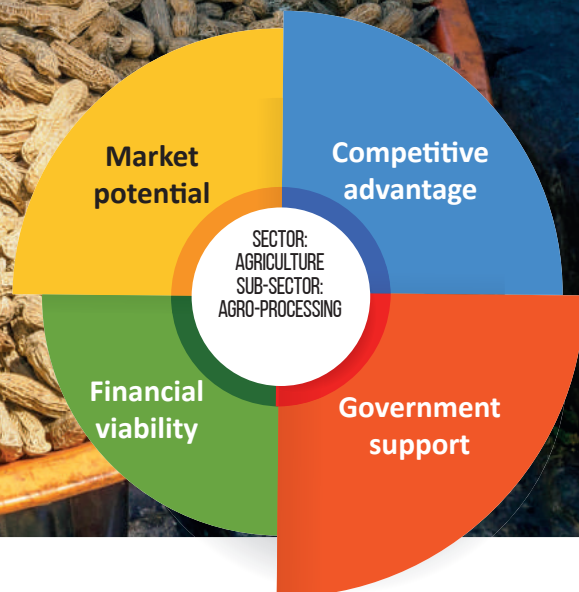 Market
potential
Competitive
advantage
SECTOR:
AGRICULTURE
SUB-SECTOR:
AGRO-PROCESSING
Financial
viability
Government
support